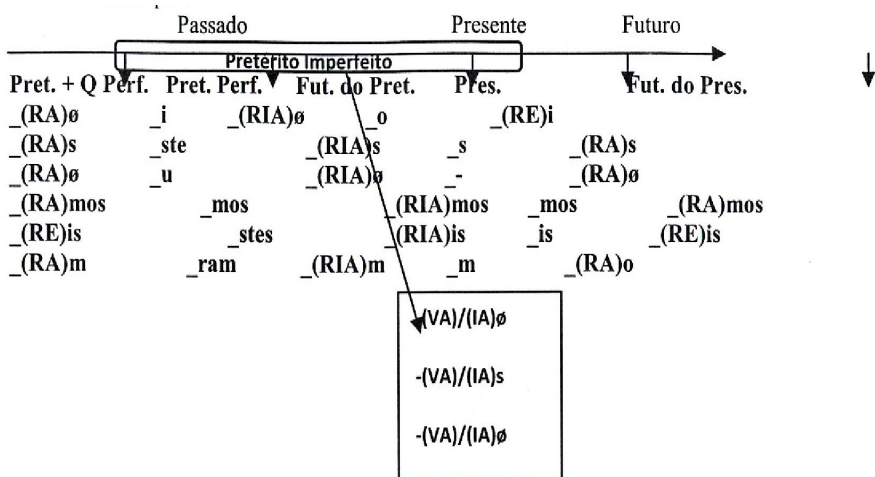 Passado Presente Futuro
Pretérito Imperfeito
Pret. + Q Perf. Pret. Perf. Fut. do Pret. Pres. Fut. do Pres.
_(RA)ø _i _(RIA)ø _o _(RE)i
_(RA)s _ste _(RIA)s _s _(RA)s
_(RA)ø _u _(RIA)ø _- _(RA)ø
_(RA)mos _mos _(RIA)mos _mos _(RA)mos
_(RE)is _stes _(RIA)is _is _(RE)is
_(RA)m _ram _(RIA)m _m _(RA)o
-(VA)/(IA)ø
-(VA)/(IA)s
-(VA)/(IA)ø